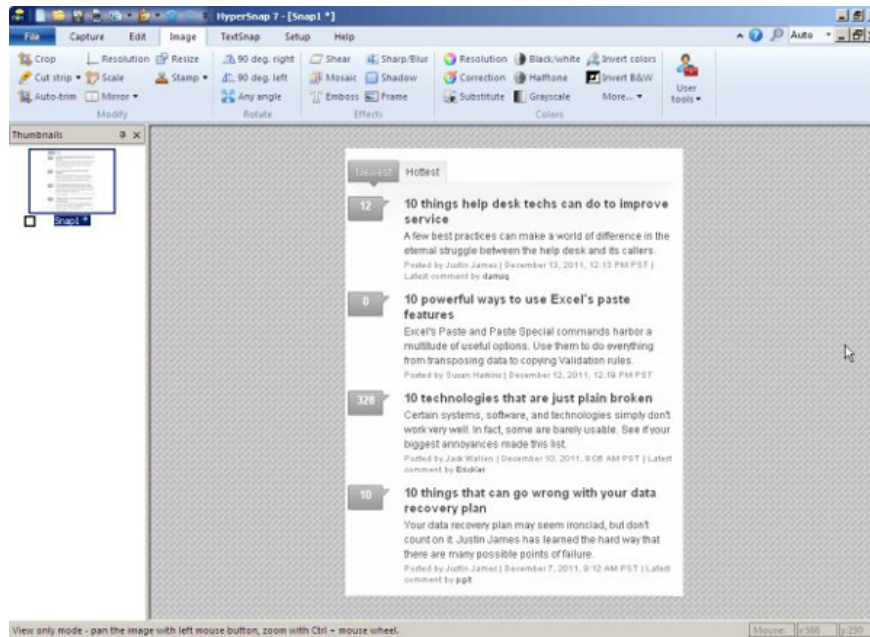 HyperSnap 7 - [Snap1 *]
File Capture Edit Image TextSnap Setup Help Auto
Crop Resolution Resize 90 deg. right Shear Sharp/Blur Resolution Black/white Invert colors
Cut strip Scale Stamp 90 deg. left Mosaic Shadow Correction Halftone Invert B&W
Auto-trim Mirror Any angle Emboss Frame Substitute Grayscale More...
User tools
Modify Rotate Effects Colors
Thumbnails
Snap1 *
Newest Hottest
12 10 things help desk techs can do to improve
service
A few best practices can make a world of difference in the
eternal struggle between the help desk and its callers.
Posted by Justin James | December 13, 2011, 12:13 PM PST |
Latest comment by
0 10 powerful ways to use Excel's paste
features
Excel's Paste and Paste Special commands harbor a
multitude of useful options. Use them to do everything
from transposing data to copying Validation rules.
Posted by Susan Harkins | December 12, 2011, 12:19 PM PST
328 10 technologies that are just plain broken
Certain systems, software, and technologies simply don't
work very well. In fact, some are barely usable. See if your
biggest annoyances made this list.
Posted by Jack Wallen | December 10, 2011, 8:06 AM PST | Latest
comment by
10 10 things that can go wrong with your data
recovery plan
Your data recovery plan may seem ironclad, but don't
count on it. Justin James has learned the hard way that
there are many possible points of failure.
Posted by Justin James | December 7, 2011, 9:12 AM PST | Latest
comment by
View only mode - pan the image with left mouse button, zoom with Ctrl + mouse wheel.
Mouse: x:586 y:230